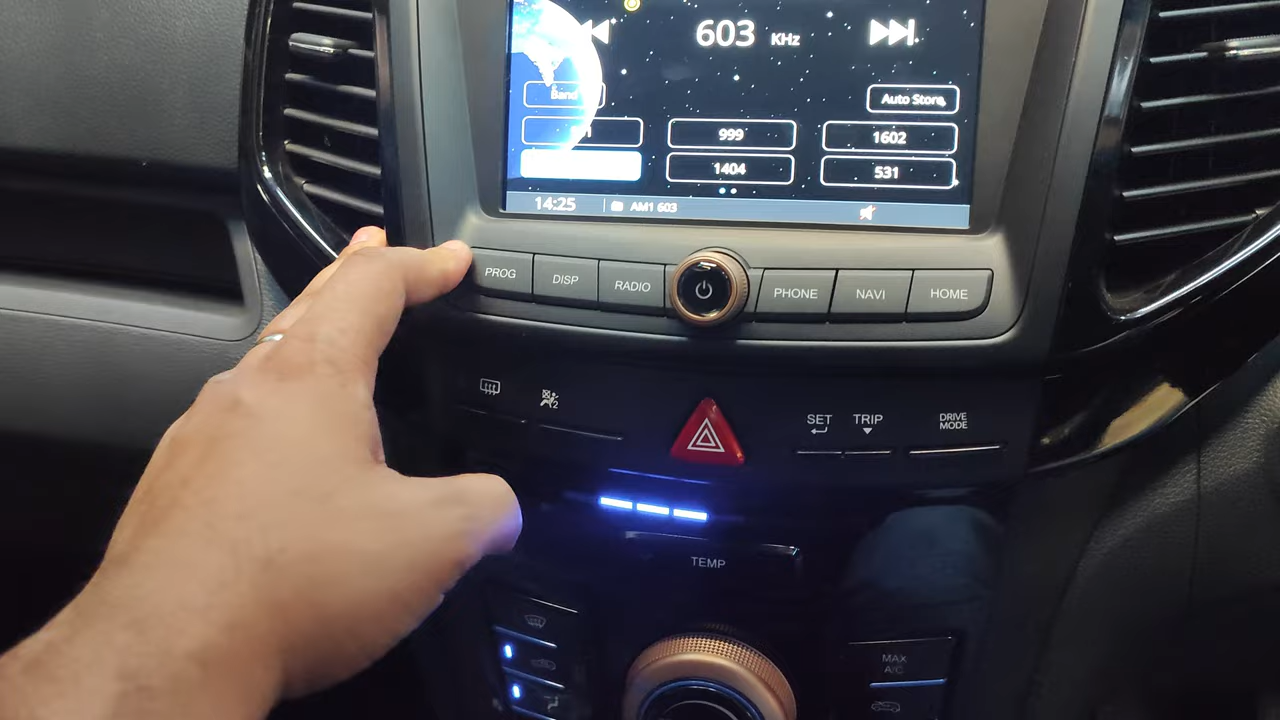 603 KHz
Band
Auto Store
999
1602
1404
531
14:25
AM1 603
PROG
DISP
RADIO
PHONE
NAVI
HOME
2
SET
TRIP
DRIVE
MODE
TEMP
MAX
A/C